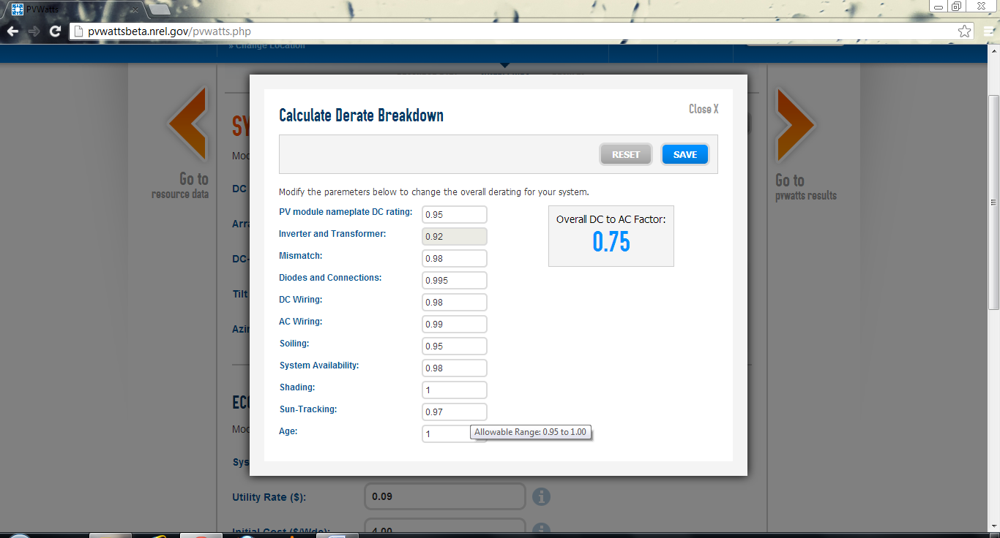 PVWatts
pvwattsbeta.nrel.gov/pvwatts.php
» Change Location
Calculate Derate Breakdown
Close X
RESET
SAVE
Go to
resource data
Go to
pvwatts results
Modify the paremeters below to change the overall derating for your system.
PV module nameplate DC rating: 0.95
Overall DC to AC Factor:
0.75
Inverter and Transformer: 0.92
Mismatch: 0.98
Diodes and Connections: 0.995
DC Wiring: 0.98
AC Wiring: 0.99
Soiling: 0.95
System Availability: 0.98
Shading: 1
Sun-Tracking: 0.97
Age: 1
Allowable Range: 0.95 to 1.00
SY
Mod
DC
Arra
DC-
Tilt
Azi
ECO
Mod
Sys
Utility Rate ($): 0.09
Initial Cost ($/Wdc): 4.00